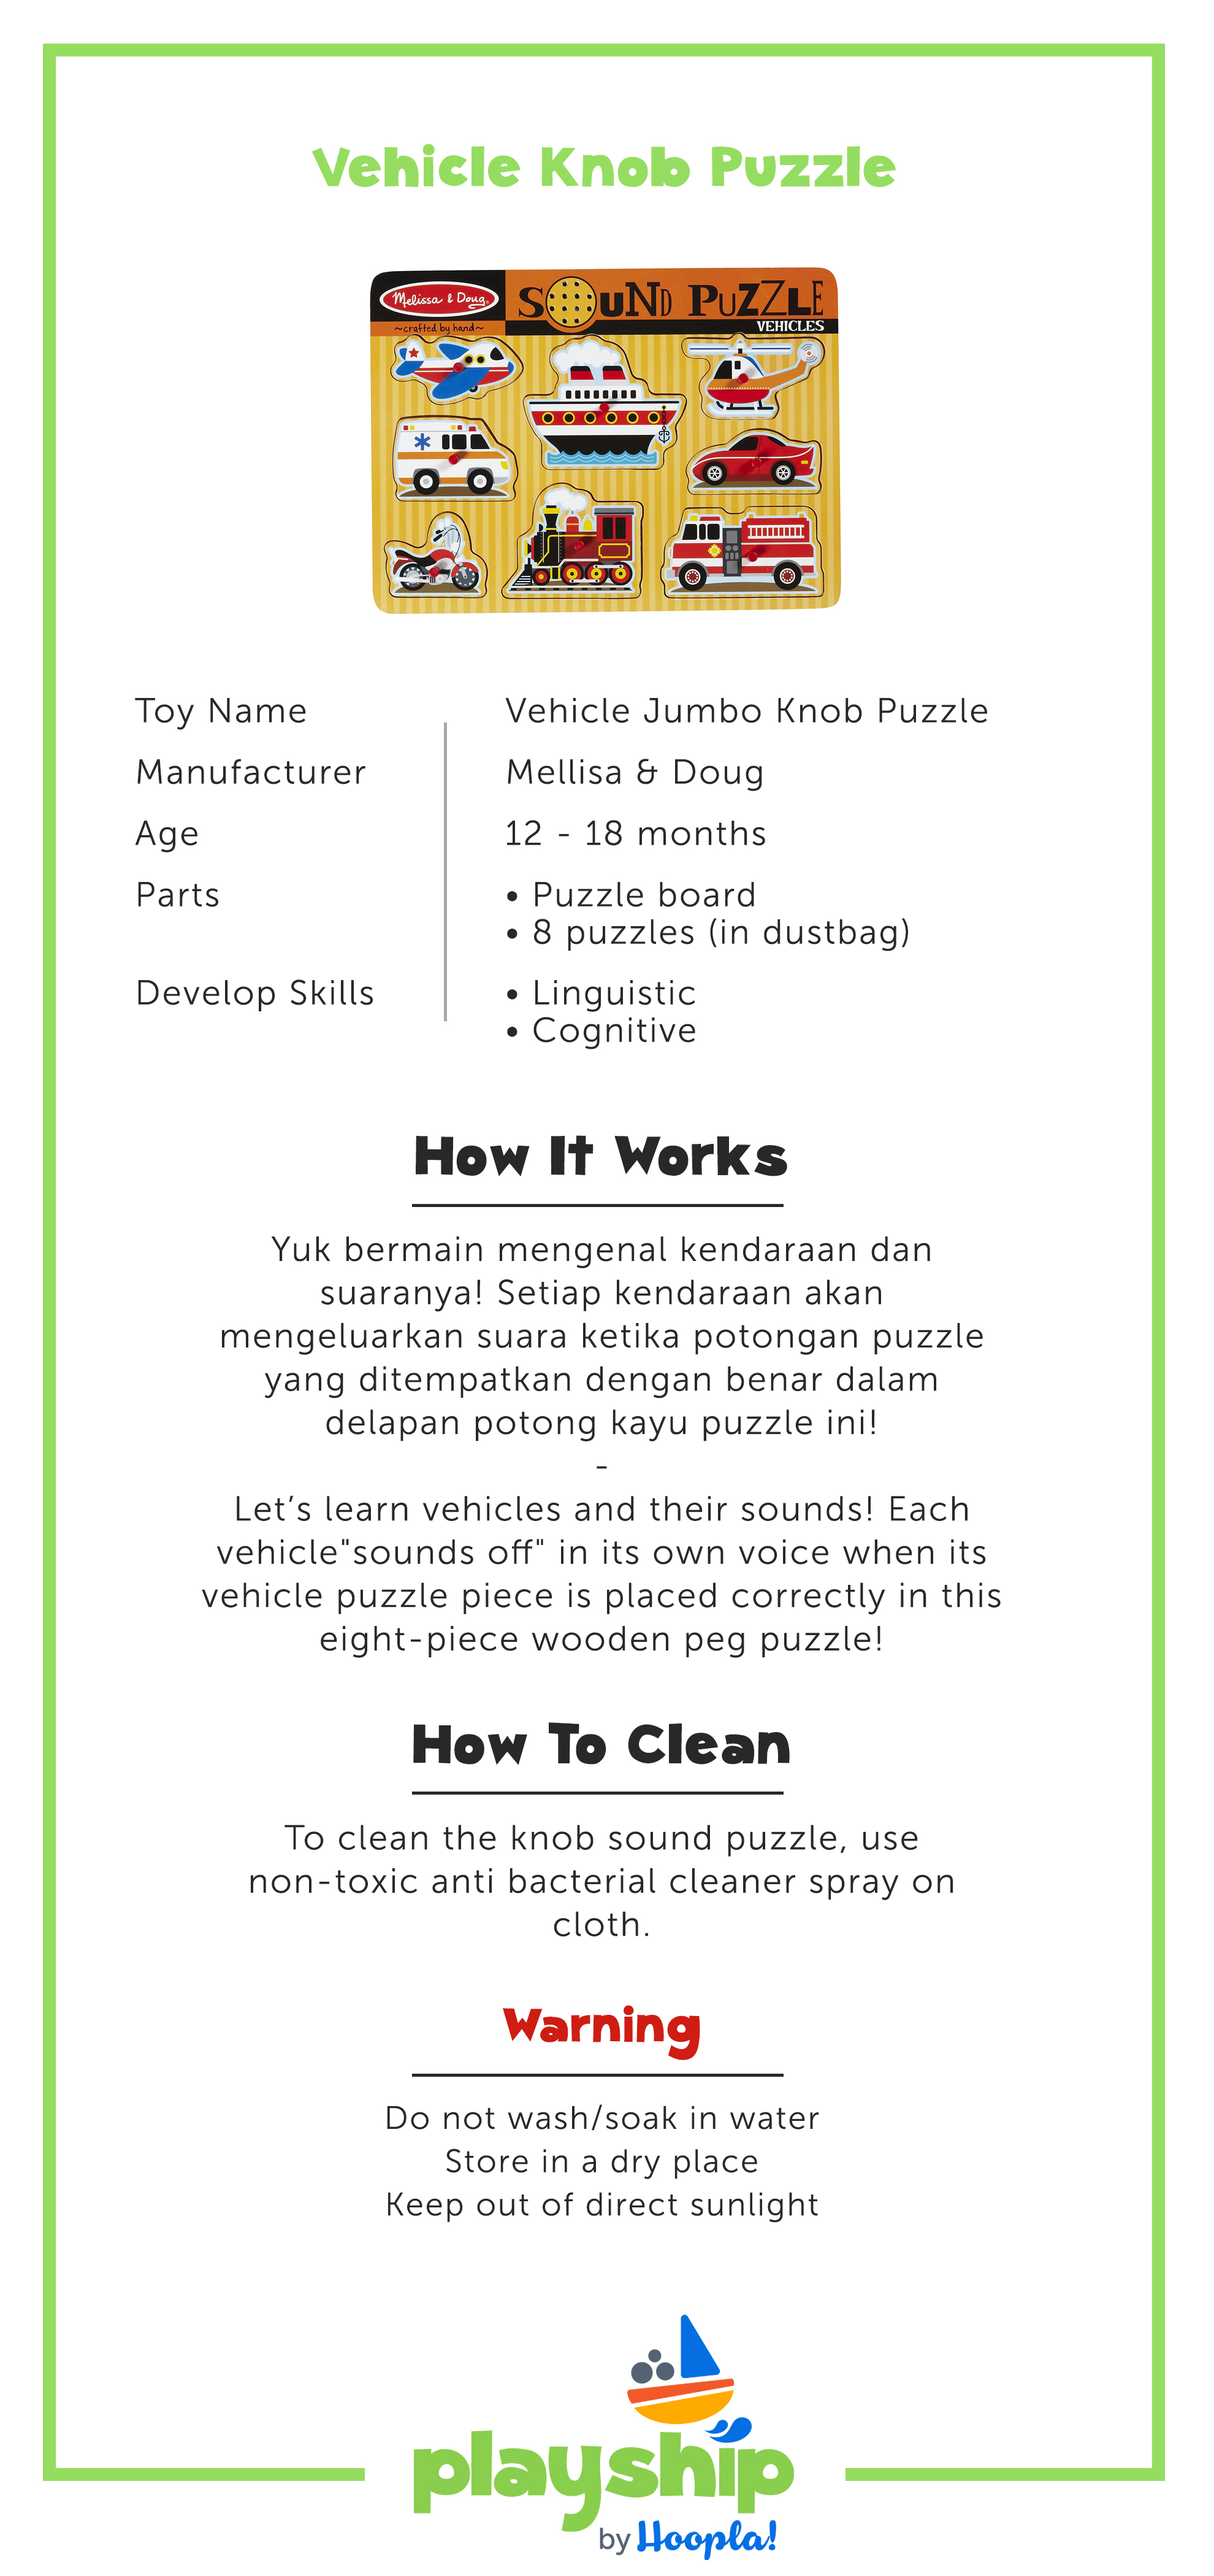 Vehicle Knob Puzzle
Melissa & Doug
SOUND PUZZLE
~crafted by hand~
VEHICLES
Toy Name
Vehicle Jumbo Knob Puzzle
Manufacturer
Mellisa & Doug
Age
12 - 18 months
Parts
• Puzzle board
• 8 puzzles (in dustbag)
Develop Skills
• Linguistic
• Cognitive
How It Works
Yuk bermain mengenal kendaraan dan
suaranya! Setiap kendaraan akan
mengeluarkan suara ketika potongan puzzle
yang ditempatkan dengan benar dalam
delapan potong kayu puzzle ini!
-
Let’s learn vehicles and their sounds! Each
vehicle"sounds off" in its own voice when its
vehicle puzzle piece is placed correctly in this
eight-piece wooden peg puzzle!
How To Clean
To clean the knob sound puzzle, use
non-toxic anti bacterial cleaner spray on
cloth.
Warning
Do not wash/soak in water
Store in a dry place
Keep out of direct sunlight
playship
by Hoopla!